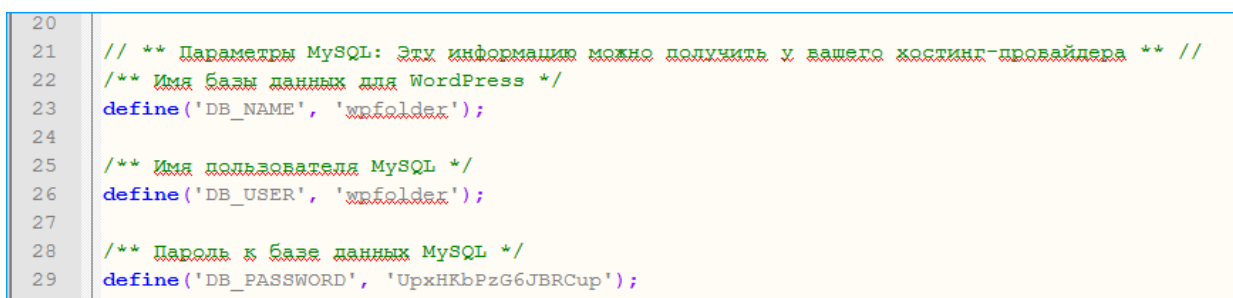 20
21 // ** Параметры MySQL: Эту информацию можно получить у вашего хостинг-провайдера ** //
22 /** Имя базы данных для WordPress */
23 define('DB_NAME', 'wpfolder');
24
25 /** Имя пользователя MySQL */
26 define('DB_USER', 'wpfolder');
27
28 /** Пароль к базе данных MySQL */
29 define('DB_PASSWORD', 'UpxHKbPzG6JBRCup');